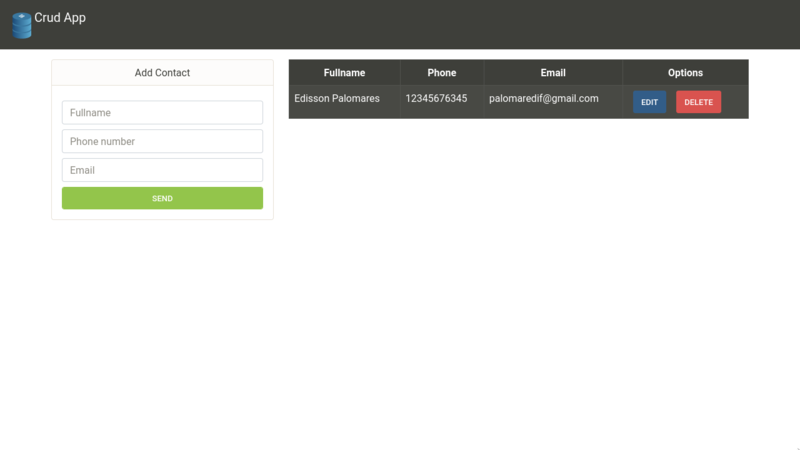 Crud App
Add Contact
Fullname
Phone number
Email
SEND
Fullname Phone Email Options
Edisson Palomares 12345676345 palomaredif@gmail.com EDIT DELETE